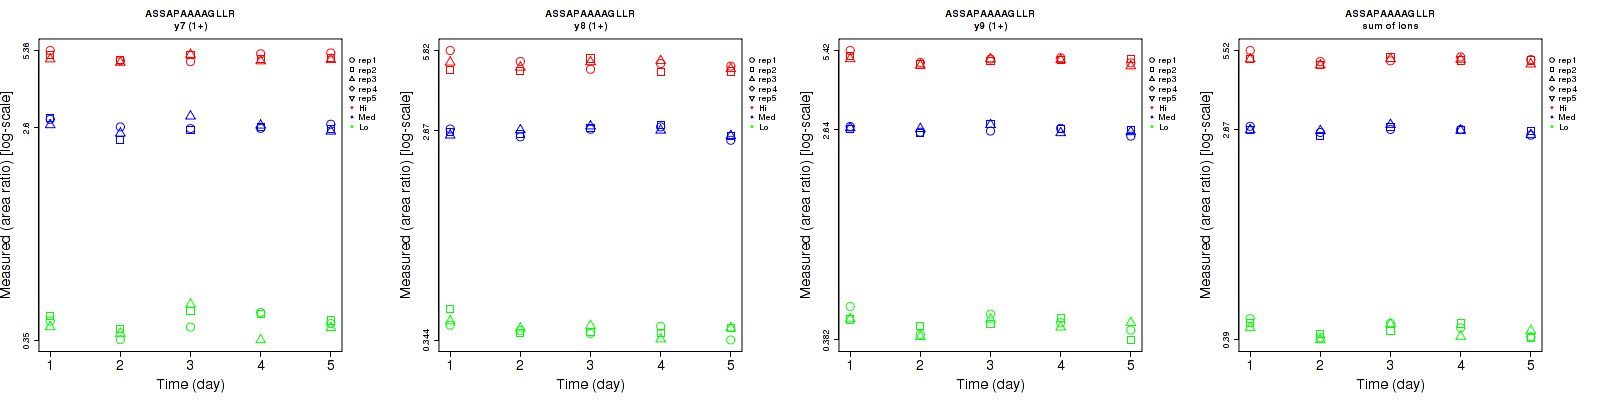 ASSAPAAAAGLLR
y7 (1+)
Measured (area ratio) [log-scale]
5.36
2.6
0.35
1 2 3 4 5
Time (day)
rep1
rep2
rep3
rep4
rep5
Hi
Med
Lo
ASSAPAAAAGLLR
y8 (1+)
Measured (area ratio) [log-scale]
5.82
2.67
0.344
1 2 3 4 5
Time (day)
rep1
rep2
rep3
rep4
rep5
Hi
Med
Lo
ASSAPAAAAGLLR
y9 (1+)
Measured (area ratio) [log-scale]
5.42
2.64
0.382
1 2 3 4 5
Time (day)
rep1
rep2
rep3
rep4
rep5
Hi
Med
Lo
ASSAPAAAAGLLR
sum of ions
Measured (area ratio) [log-scale]
5.52
2.67
0.39
1 2 3 4 5
Time (day)
rep1
rep2
rep3
rep4
rep5
Hi
Med
Lo